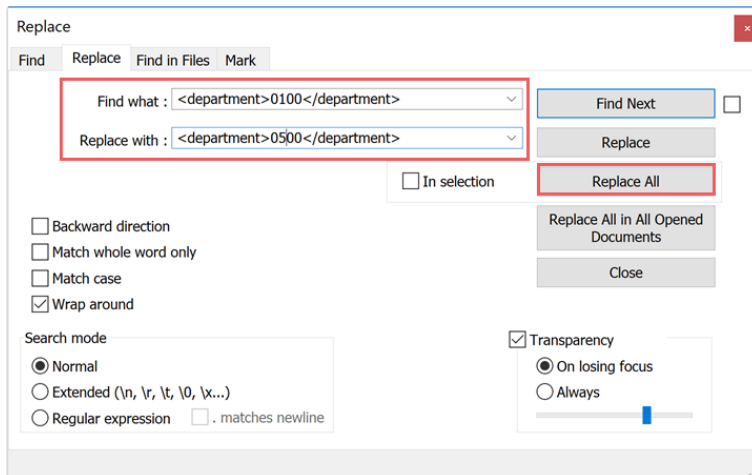 Replace
Find Replace Find in Files Mark
Find what : <department>0100</department> Find Next
Replace with : <department>0500</department> Replace
In selection Replace All
Backward direction Replace All in All Opened
Documents
Match whole word only
Match case Close
Wrap around
Search mode Transparency
Normal On losing focus
Extended (\n, \r, \t, \0, \x...) Always
Regular expression . matches newline